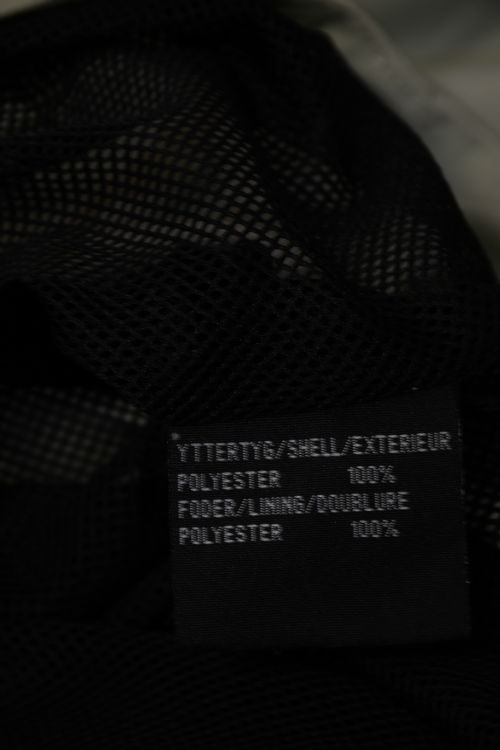 YTTERTYG/SHELL/EXTERIEUR
POLYESTER 100%
FODER/LINING/DOUBLURE
POLYESTER 100%